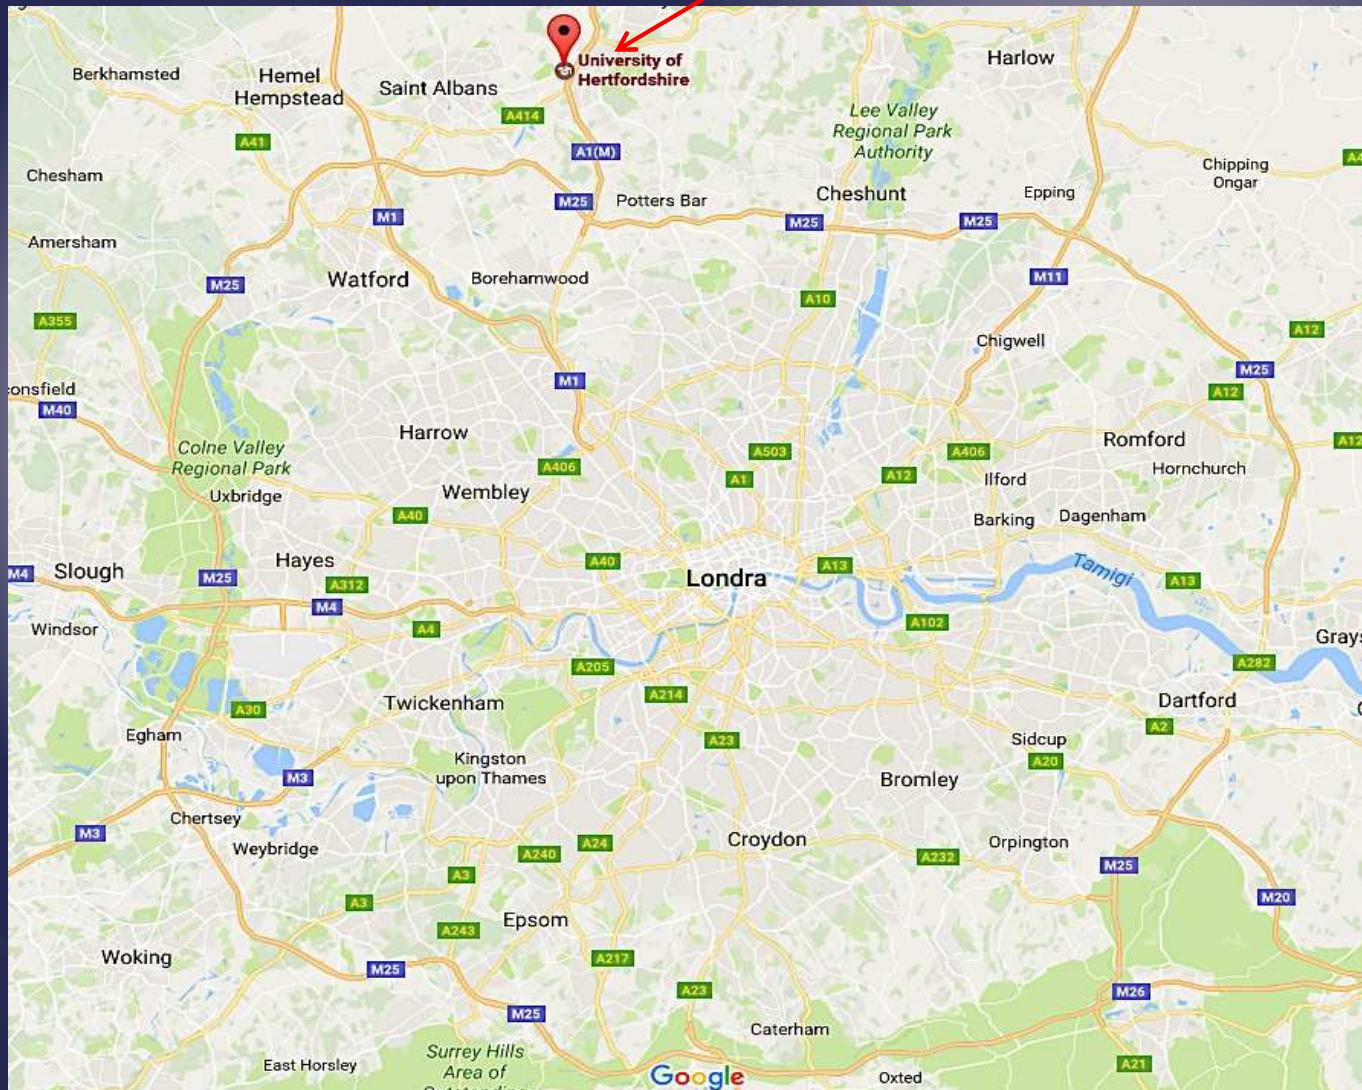 University of
Hertfordshire
Harlow
Berkhamsted
Hemel
Hempstead
Saint Albans
A414
Lee Valley
Regional Park
Authority
A41
A1(M)
Chipping
Ongar
Chesham
M25
Potters Bar
Cheshunt
Epping
M1
M25
M25
Amersham
Watford
Borehamwood
M25
M11
A10
A355
A12
Chigwell
M25
M1
consfield
M40
A12
Harrow
Colne Valley
Regional Park
A406
A503
A1
A12
A406
Romford
A12
Hornchurch
Ilford
Uxbridge
Wembley
A40
Barking
Dagenham
Hayes
A40
Londra
A13
Tamigi
A13
M4
Slough
M25
A312
M4
Windsor
A4
A102
Grays
A205
A282
A214
Twickenham
Dartford
A30
A2
Egham
A23
Sidcup
A20
Kingston
upon Thames
M3
Bromley
Chertsey
M3
Weybridge
A240
A24
Croydon
A232
Orpington
M25
A3
A3
M20
Epsom
A243
Woking
M25
A217
A23
M26
M25
Caterham
East Horsley
Surrey Hills
Area of
Google
Oxted
A21